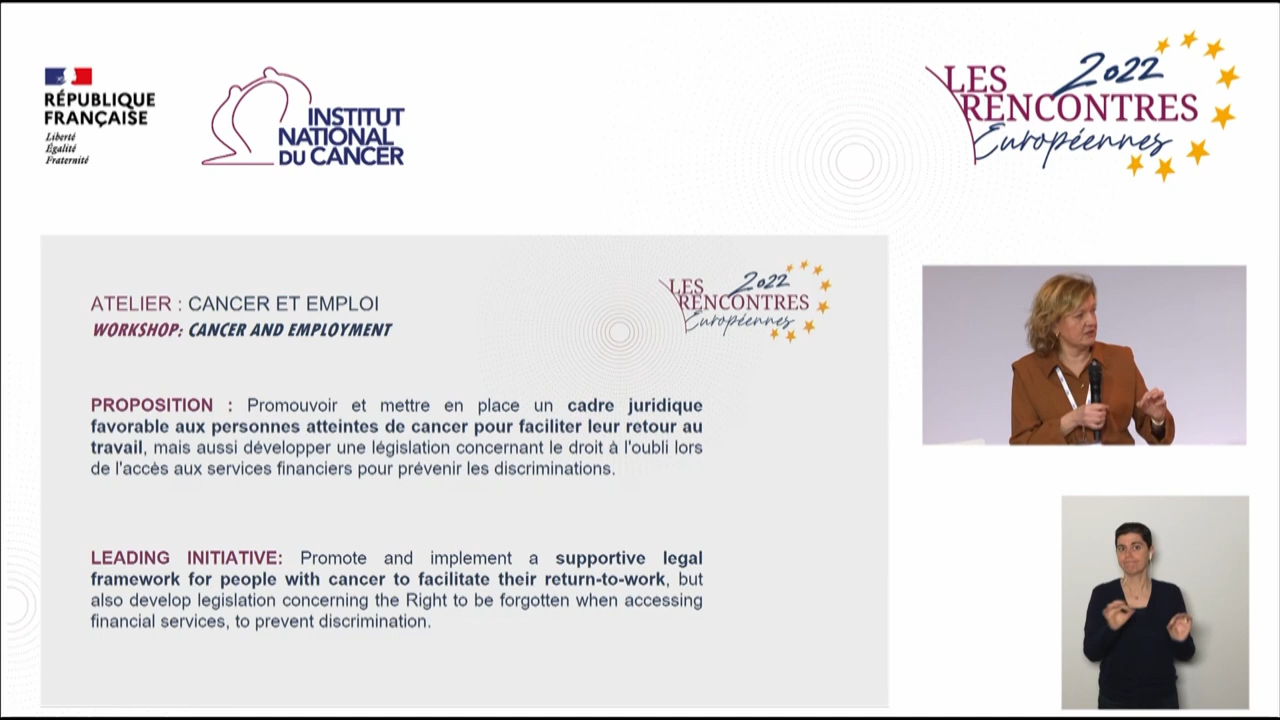 RÉPUBLIQUE
FRANÇAISE
Liberté
Égalité
Fraternité
INSTITUT
NATIONAL
DU CANCER
2022
LES
RENCONTRES
Européennes
2022
LES
RENCONTRES
Européennes
ATELIER : CANCER ET EMPLOI
WORKSHOP: CANCER AND EMPLOYMENT
PROPOSITION : Promouvoir et mettre en place un cadre juridique
favorable aux personnes atteintes de cancer pour faciliter leur retour au
travail, mais aussi développer une législation concernant le droit à l'oubli lors
de l'accès aux services financiers pour prévenir les discriminations.
LEADING INITIATIVE: Promote and implement a supportive legal
framework for people with cancer to facilitate their return-to-work, but
also develop legislation concerning the Right to be forgotten when accessing
financial services, to prevent discrimination.